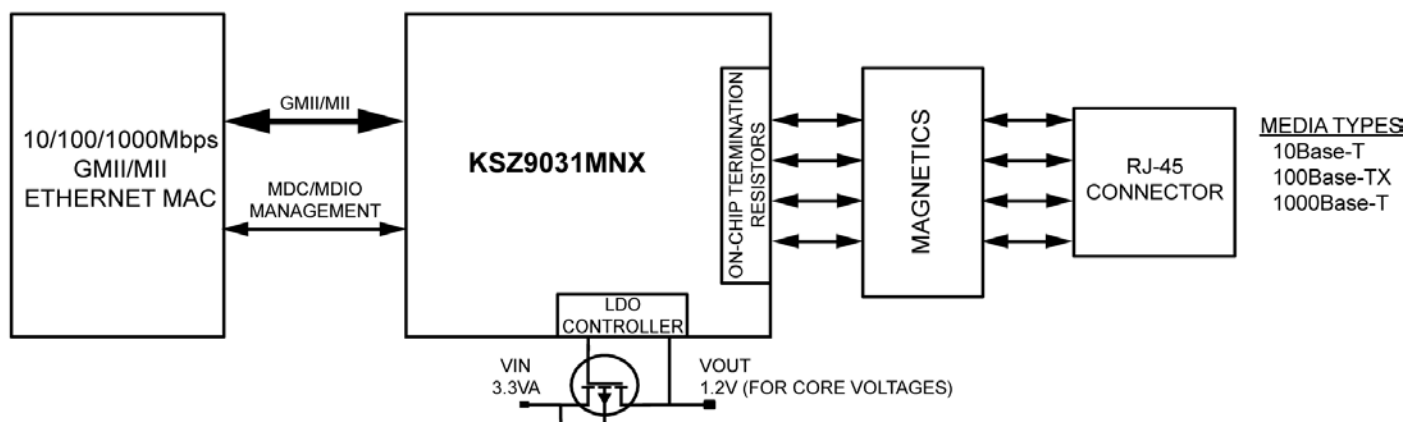 10/100/1000Mbps
GMII/MII
ETHERNET MAC
GMII/MII
MDC/MDIO
MANAGEMENT
KSZ9031MNX
ON-CHIP TERMINATION
RESISTORS
LDO
CONTROLLER
VIN
3.3VA
VOUT
1.2V (FOR CORE VOLTAGES)
MAGNETICS
RJ-45
CONNECTOR
MEDIA TYPES
10Base-T
100Base-TX
1000Base-T